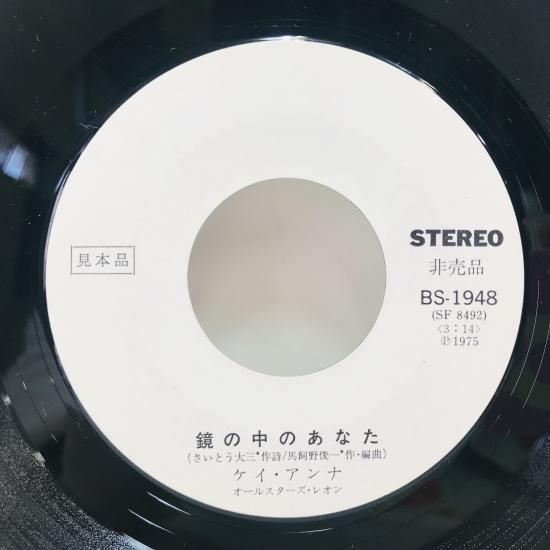 見本品
STEREO
非売品
BS-1948
(SF 8492)
〈3:14〉
℗1975
鏡の中のあなた
(さいとう大三*作詩/馬飼野俊一*作・編曲)
ケイ・アンナ
オールスターズ・レオン